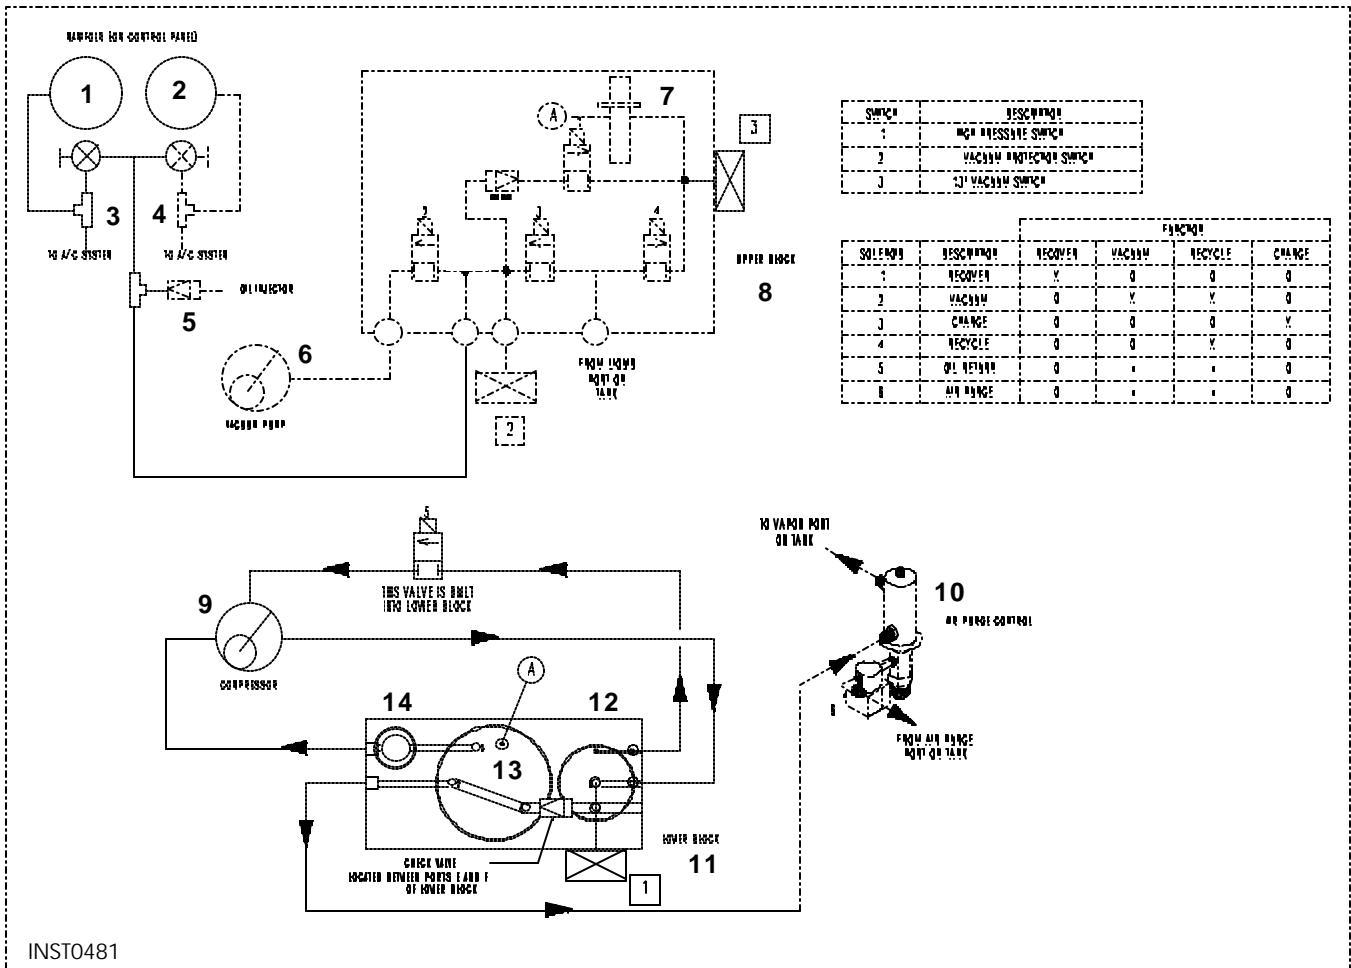 MANIFOLD (ON CONTROL PANEL)
1
2
7
A
3
3
4
TO A/C SYSTEM
TO A/C SYSTEM
2
3
4
UPPER BLOCK
8
OIL INJECTOR
5
6
VACUUM PUMP
FROM LIQUID
PORT ON
TANK
2
SWITCH DESCRIPTION
1 HIGH PRESSURE SWITCH
2 VACUUM PROTECTION SWITCH
3 VACUUM SWITCH
FUNCTION
SOLENOID DESCRIPTION RECOVER VACUUM RECYCLE CHARGE
1 RECOVER X O O O
2 VACUUM O X X O
3 CHARGE O O O X
4 RECYCLE O O X O
5 OIL RETURN O O
6 AIR PURGE O O
5
THIS VALVE IS BUILT
INTO LOWER BLOCK
9
COMPRESSOR
TO VAPOR PORT
ON TANK
10
AIR PURGE CONTROL
6
FROM AIR PURGE
PORT ON TANK
A
14
12
13
LOWER BLOCK
11
CHECK VALVE
LOCATED BETWEEN PORTS E AND F
OF LOWER BLOCK
1
INST0481